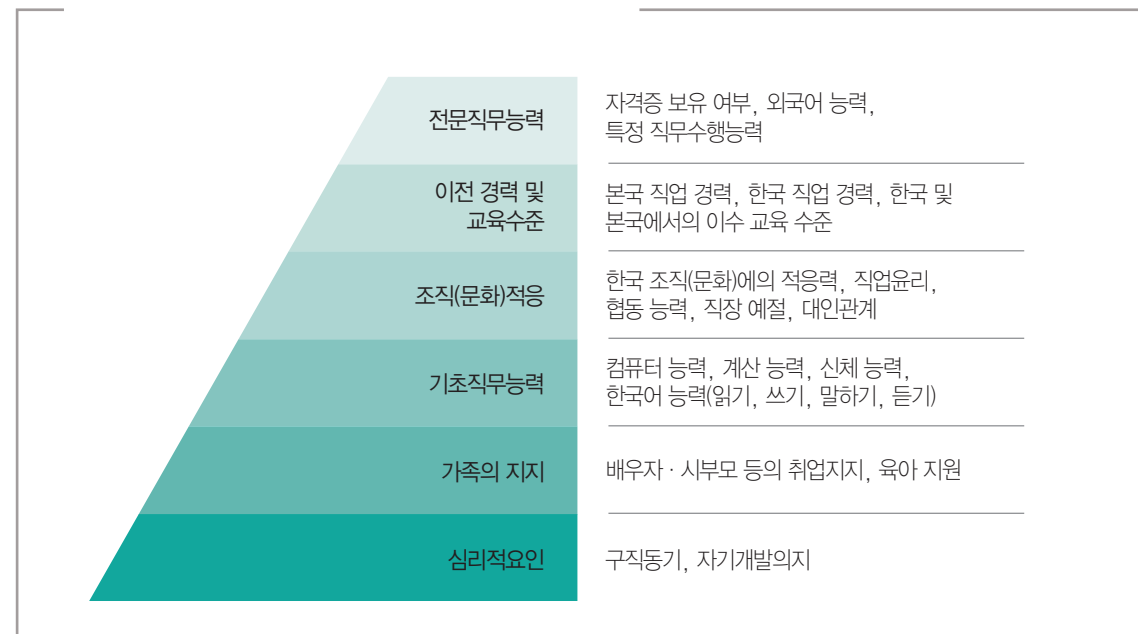 전문직무능력
자격증 보유 여부, 외국어 능력,
특정 직무수행능력
이전 경력 및
교육수준
본국 직업 경력, 한국 직업 경력, 한국 및
본국에서의 이수 교육 수준
조직(문화)적응
한국 조직(문화)에의 적응력, 직업윤리,
협동 능력, 직장 예절, 대인관계
기초직무능력
컴퓨터 능력, 계산 능력, 신체 능력,
한국어 능력(읽기, 쓰기, 말하기, 듣기)
가족의 지지
배우자 · 시부모 등의 취업지지, 육아 지원
심리적요인
구직동기, 자기개발의지